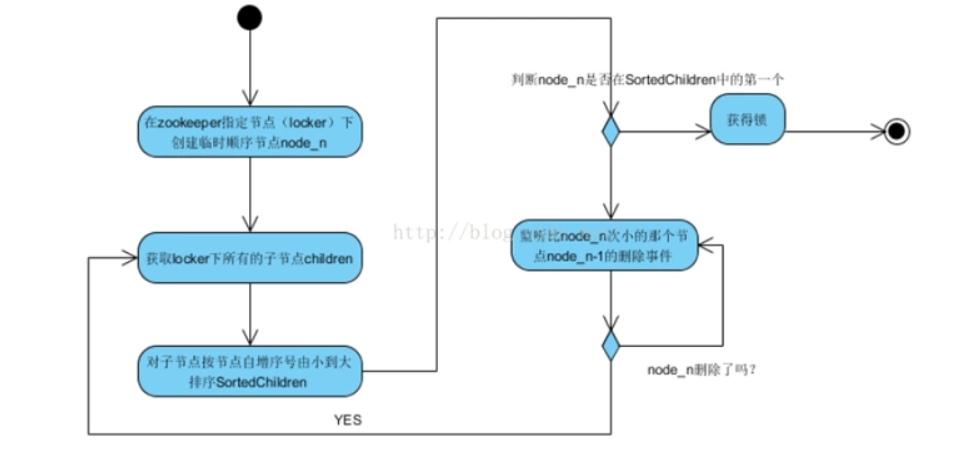 在zookeeper指定节点（locker）下
创建临时顺序节点node_n
获取locker下所有的子节点children
对子节点按节点自增序号由小到大
排序SortedChildren
YES
判断node_n是否在SortedChildren中的第一个
获得锁
http://blog
监听比node_n次小的那个节
点node_n-1的删除事件
node_n删除了吗?